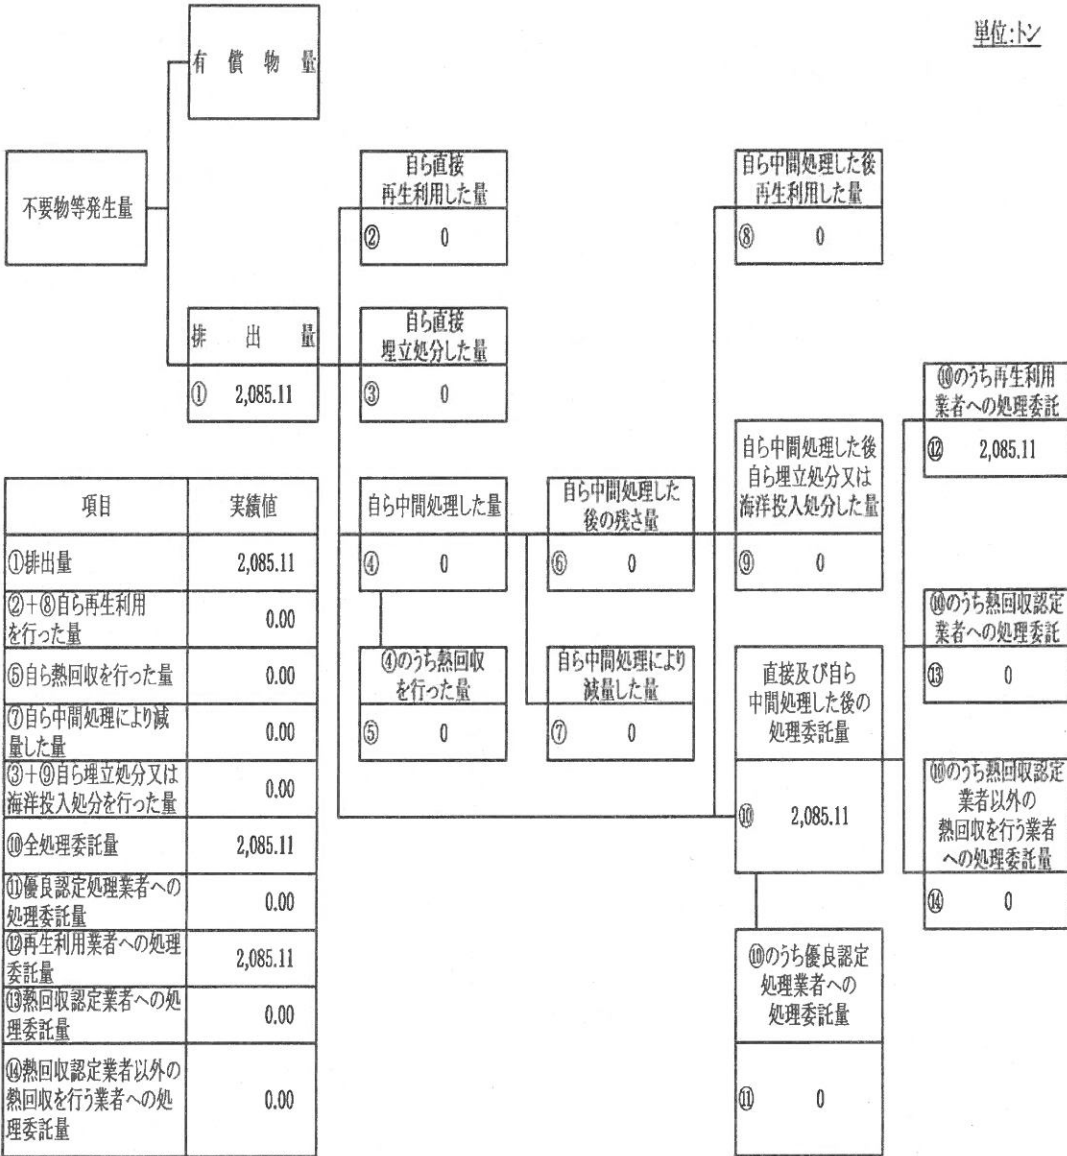 単位:トン
有償物量
不要物等発生量
自ら直接
再生利用した量
② 0
自ら中間処理した後
再生利用した量
⑧ 0
排出量
① 2,085.11
自ら直接
埋立処分した量
③ 0
⑩のうち再生利用
業者への処理委託
⑫ 2,085.11
自ら中間処理した量
④ 0
自ら中間処理した
後の残さ量
⑥ 0
自ら中間処理した後
自ら埋立処分又は
海洋投入処分した量
⑨ 0
⑩のうち熱回収認定
業者への処理委託
⑬ 0
④のうち熱回収
を行った量
⑤ 0
自ら中間処理により
減量した量
⑦ 0
直接及び自ら
中間処理した後の
処理委託量
⑩ 2,085.11
⑩のうち熱回収認定
業者以外の
熱回収を行う業者
への処理委託量
⑭ 0
⑩のうち優良認定
処理業者への
処理委託量
⑪ 0
項目 実績値
①排出量 2,085.11
②+⑧自ら再生利用
を行った量 0.00
⑤自ら熱回収を行った量 0.00
⑦自ら中間処理により減
量した量 0.00
③+⑨自ら埋立処分又は
海洋投入処分を行った量 0.00
⑩全処理委託量 2,085.11
⑪優良認定処理業者への
処理委託量 0.00
⑫再生利用業者への処理
委託量 2,085.11
⑬熱回収認定業者への処
理委託量 0.00
⑭熱回収認定業者以外の
熱回収を行う業者への処
理委託量 0.00